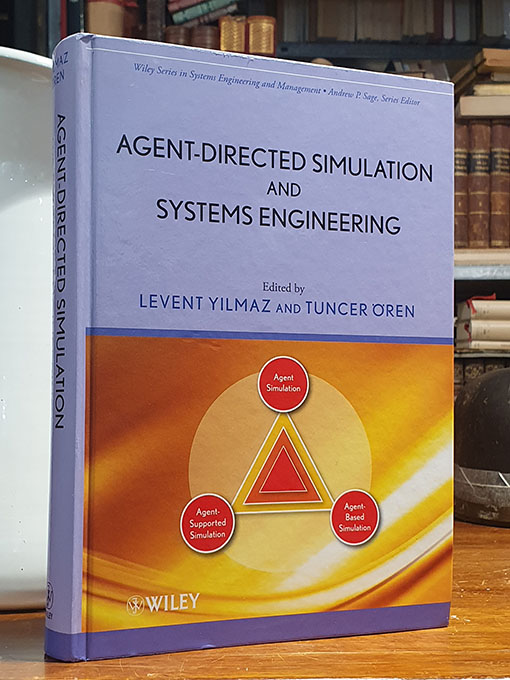 Wiley Series in Systems Engineering and Management • Andrew P. Sage, Series Editor
AGENT-DIRECTED SIMULATION
AND
SYSTEMS ENGINEERING
Edited by
LEVENT YILMAZ AND TUNCER ÖREN
Agent
Simulation
Agent-
Supported
Simulation
Agent-
Based
Simulation
WILEY
AGENT-DIRECTED SIMULATION
WILEY